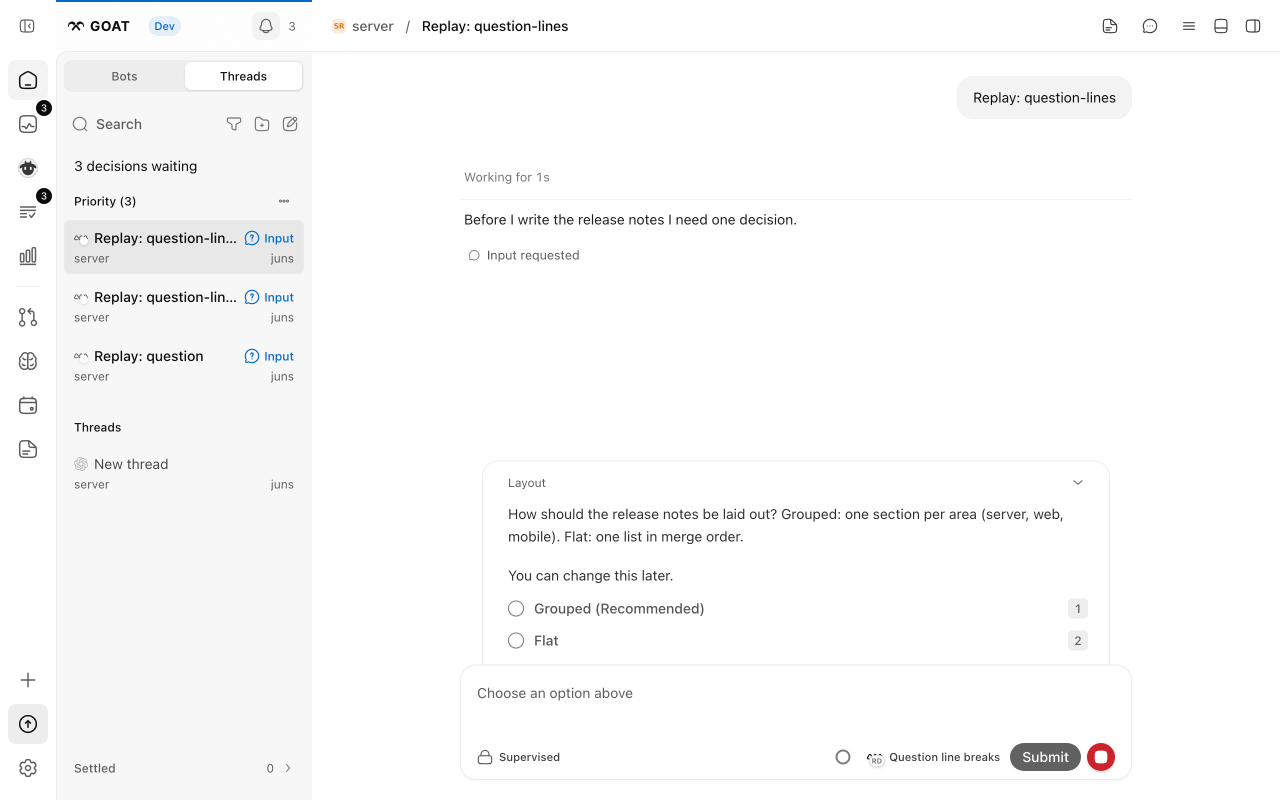 GOAT
Dev
3
SR server / Replay: question-lines
Bots
Threads
3
Search
3 decisions waiting
3
Priority (3)
Replay: question-lin... Input
server juns
Replay: question-lin... Input
server juns
Replay: question Input
server juns
Threads
New thread
server juns
Settled 0
Replay: question-lines
Working for 1s
Before I write the release notes I need one decision.
Input requested
Layout
How should the release notes be laid out? Grouped: one section per area (server, web,
mobile). Flat: one list in merge order.
You can change this later.
Grouped (Recommended) 1
Flat 2
Choose an option above
Supervised
RD Question line breaks
Submit